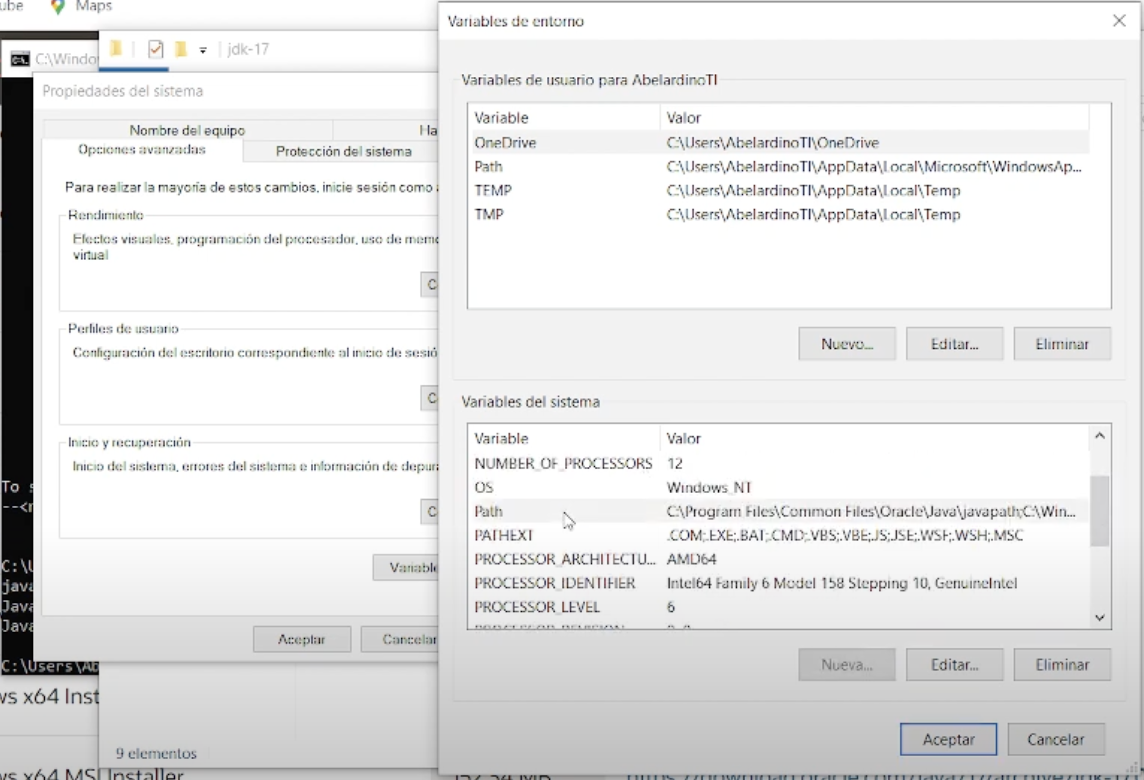 Maps
C:\Windo
jdk-17
Propiedades del sistema
Nombre del equipo
Ha
Opciones avanzadas
Protección del sistema
Para realizar la mayoría de estos cambios, inicie sesión como
Rendimiento
Efectos visuales, programación del procesador, uso de memo
virtual
C
Perfiles de usuario
Configuración del escritorio correspondiente al inicio de sesió
C
Inicio y recuperación
Inicio del sistema, errores del sistema e información de depura
C
Variable
Aceptar
Cancelar
To s
C:\U
java
Java
Java
C:\Users\Ab
ws x64 Inst
9 elementos
ws x64 MSI Installer
152.54 MB
Variables de entorno
Variables de usuario para AbelardinoTI
Variable Valor
OneDrive C:\Users\AbelardinoTI\OneDrive
Path C:\Users\AbelardinoTI\AppData\Local\Microsoft\WindowsAp...
TEMP C:\Users\AbelardinoTI\AppData\Local\Temp
TMP C:\Users\AbelardinoTI\AppData\Local\Temp
Nuevo... Editar... Eliminar
Variables del sistema
Variable Valor
NUMBER_OF_PROCESSORS 12
OS Windows_NT
Path C:\Program Files\Common Files\Oracle\Java\javapath;C:\Win...
PATHEXT .COM;.EXE;.BAT;.CMD;.VBS;.VBE;.JS;.JSE;.WSF;.WSH;.MSC
PROCESSOR_ARCHITECTU... AMD64
PROCESSOR_IDENTIFIER Intel64 Family 6 Model 158 Stepping 10, GenuineIntel
PROCESSOR_LEVEL 6
Nueva... Editar... Eliminar
Aceptar Cancelar